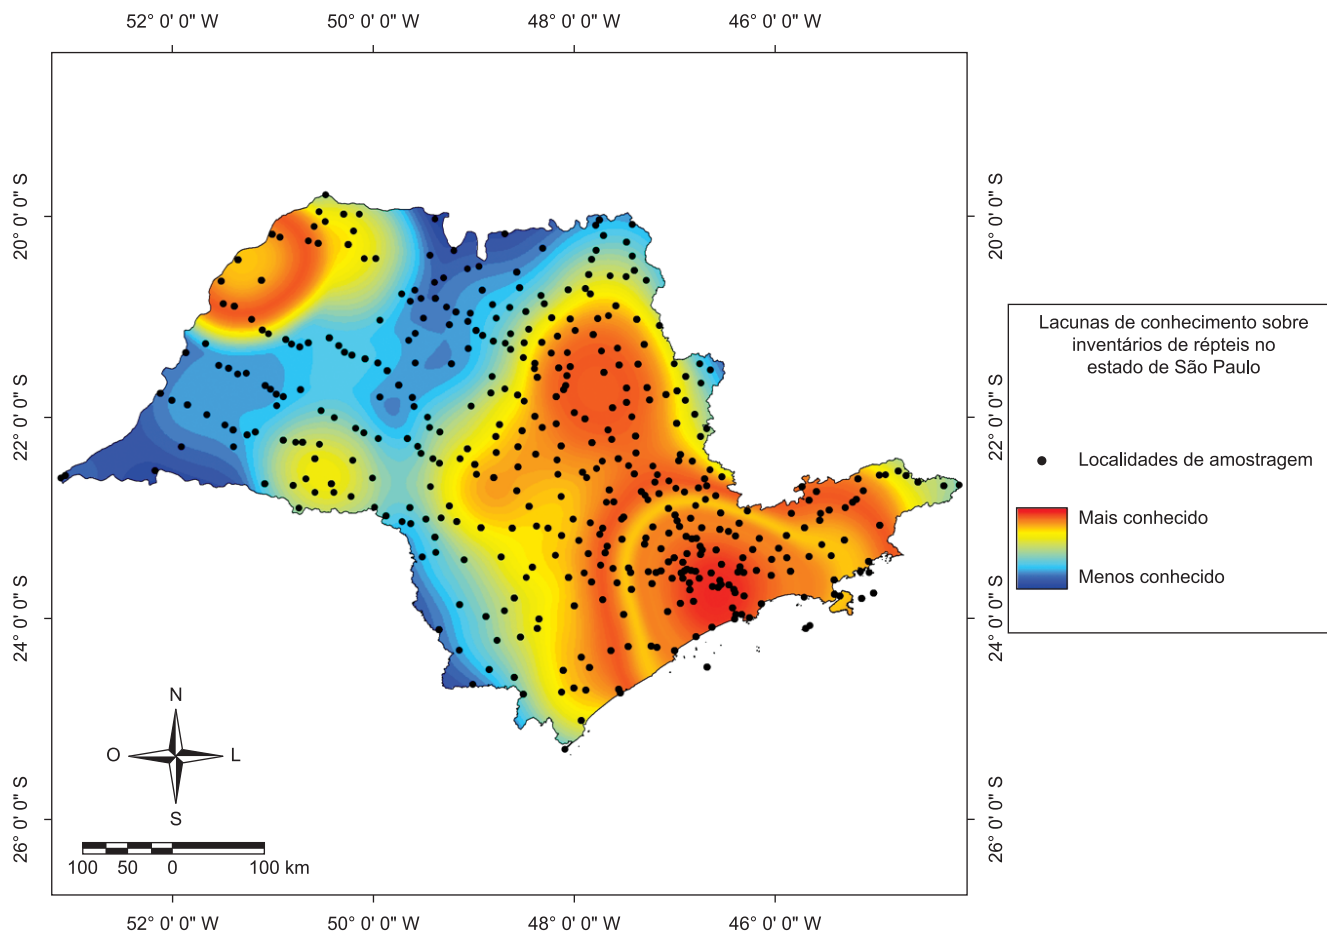 52° 0' 0" W
50° 0' 0" W
48° 0' 0" W
46° 0' 0" W
20° 0' 0" S
20° 0' 0" S
22° 0' 0" S
22° 0' 0" S
24° 0' 0" S
24° 0' 0" S
26° 0' 0" S
26° 0' 0" S
Lacunas de conhecimento sobre
inventários de répteis no
estado de São Paulo
Localidades de amostragem
Mais conhecido
Menos conhecido
N
O
L
S
100 50 0 100 km
52° 0' 0" W
50° 0' 0" W
48° 0' 0" W
46° 0' 0" W